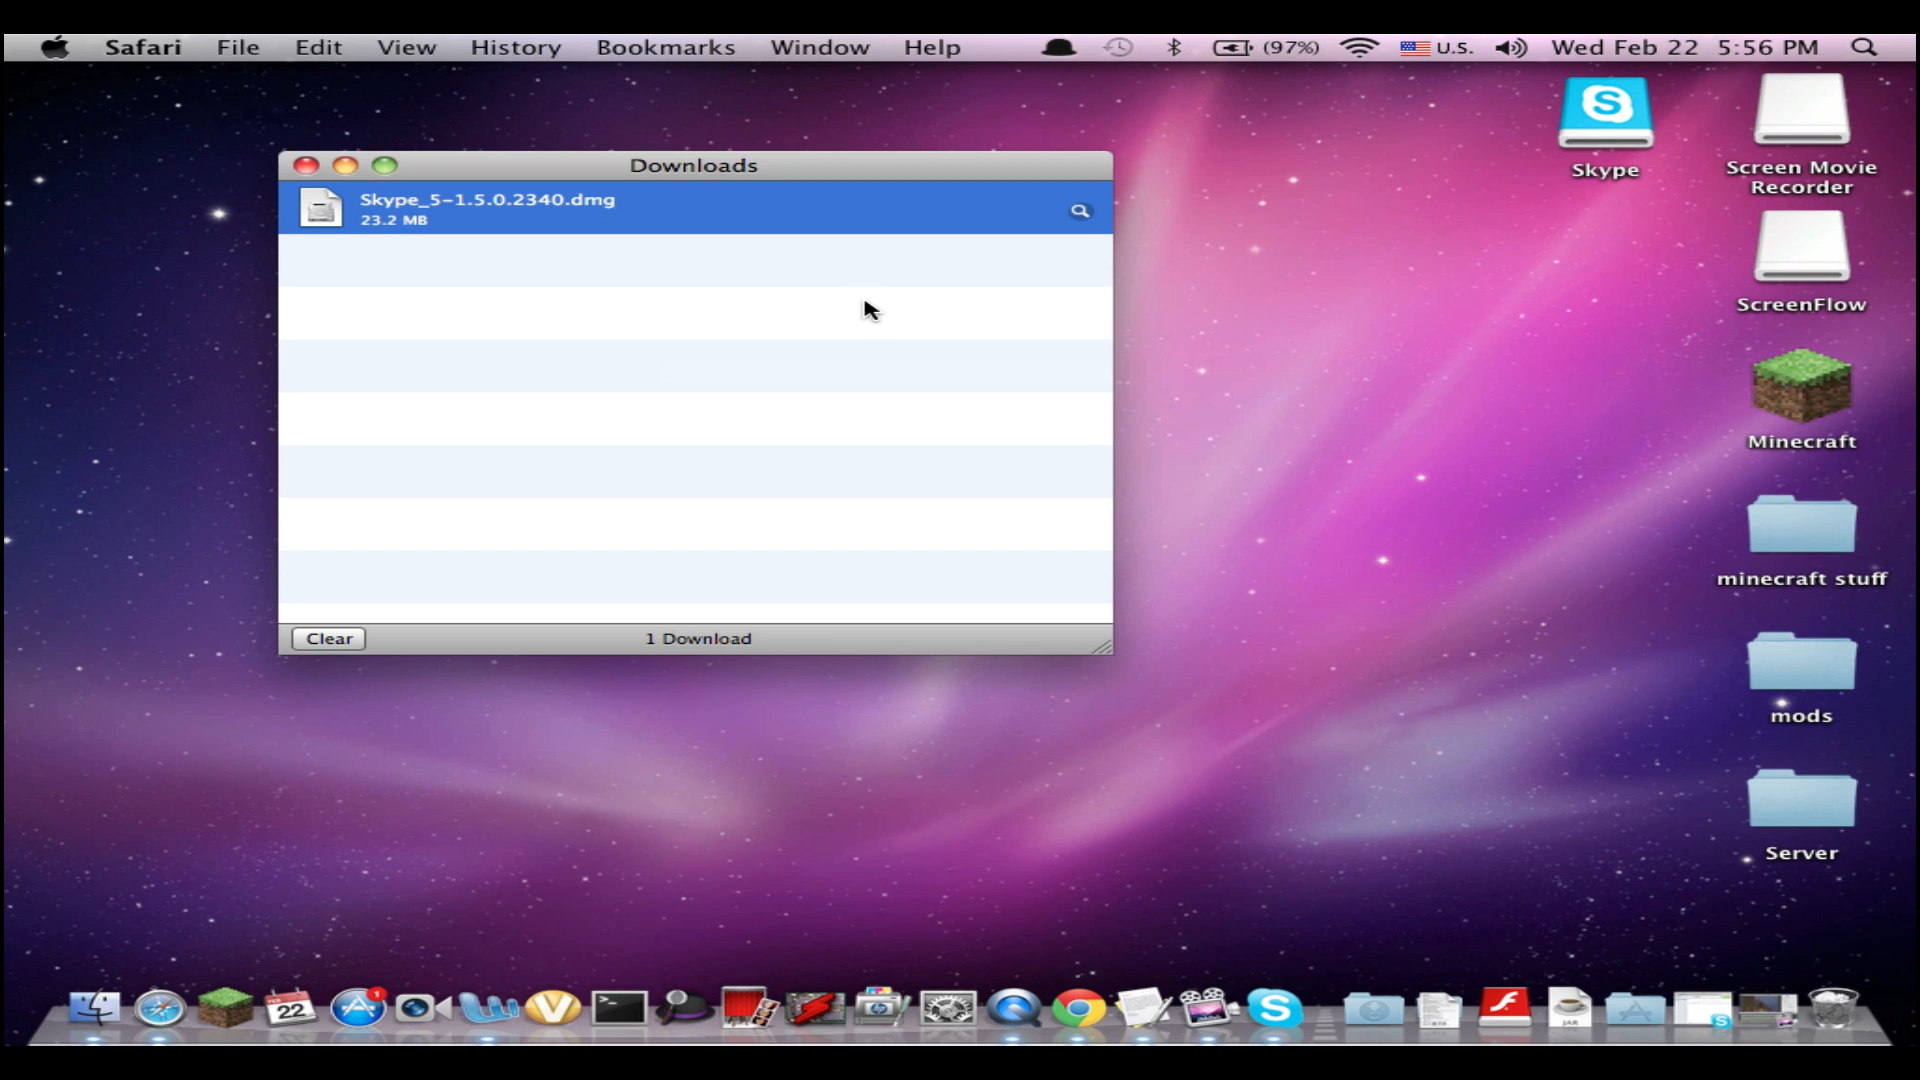 Safari File Edit View History Bookmarks Window Help (97%) U.S. Wed Feb 22 5:56 PM
Downloads
Skype_5-1.5.0.2340.dmg
23.2 MB
Clear
1 Download
Skype
Screen Movie
Recorder
ScreenFlow
Minecraft
minecraft stuff
mods
Server
22
1
JAR